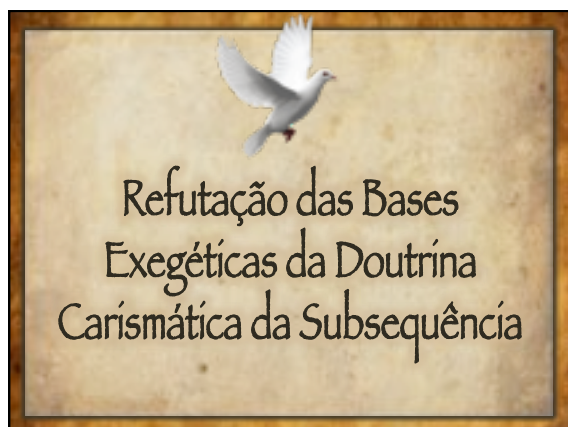 Refutação das Bases
Exegéticas da Doutrina
Carismática da Subsequência